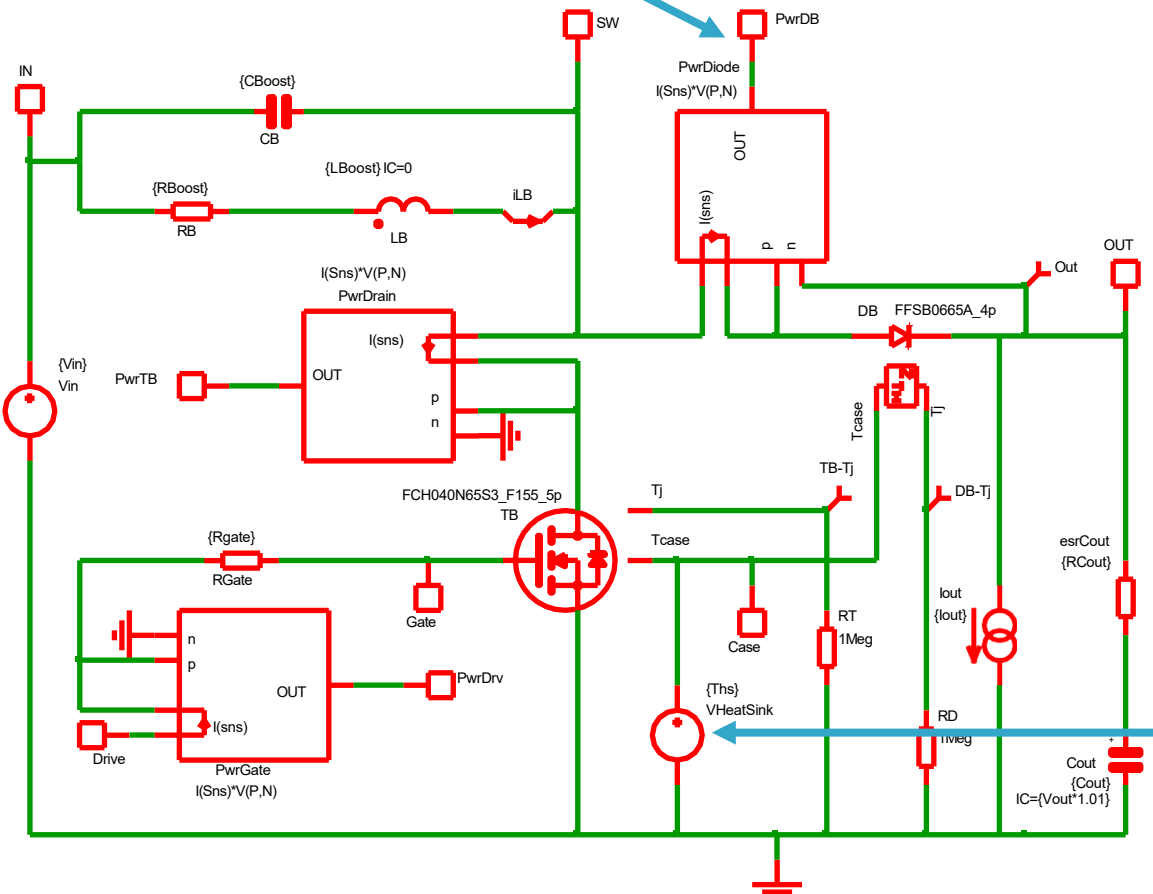 SW
PwrDB
IN
{CBoost}
CB
PwrDiode
I(Sns)*V(P,N)
OUT
I(sns)
p
n
{LBoost} IC=0
iLB
LB
{RBoost}
RB
OUT
Out
I(Sns)*V(P,N)
PwrDrain
I(sns)
OUT
p
n
PwrTB
{Vin}
Vin
DB
FFSB0665A_4p
Tcase
Tj
TB-Tj
DB-Tj
FCH040N65S3_F155_5p
TB
Tj
Tcase
{Rgate}
RGate
Gate
n
p
OUT
I(sns)
PwrDrv
Drive
PwrGate
I(Sns)*V(P,N)
Case
RT
1Meg
{Ths}
VHeatSink
RD
1Meg
Iout
{Iout}
esrCout
{RCout}
Cout
{Cout}
IC={Vout*1.01}